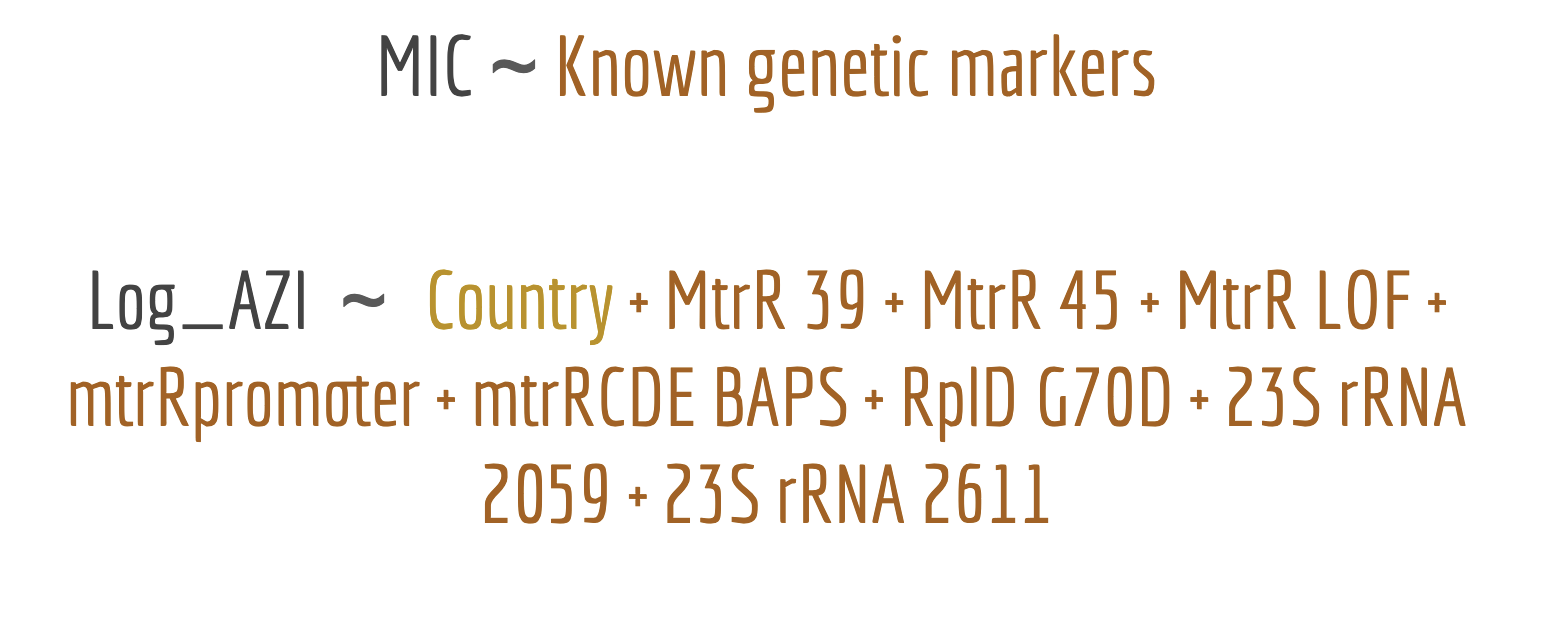 MIC ~ Known genetic markers
Log_AZI ~ Country + MtrR 39 + MtrR 45 + MtrR LOF +
mtrRpromoter + mtrRCDE BAPS + RplD G70D + 23S rRNA
2059 + 23S rRNA 2611